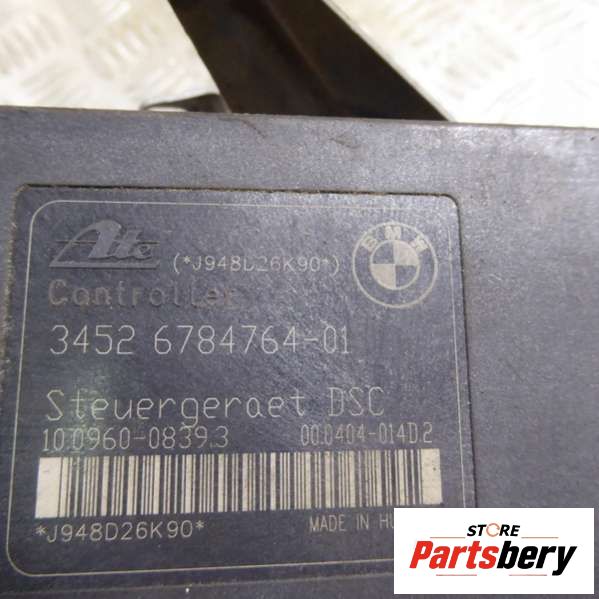 Ate
(*J948D26K90*)
BMW
Controller
3452 6784764-01
Steuergeraet DSC
10.0960-0839.3 00.0404-014D.2
*J948D26K90*
MADE IN HU
STORE
Partsbery